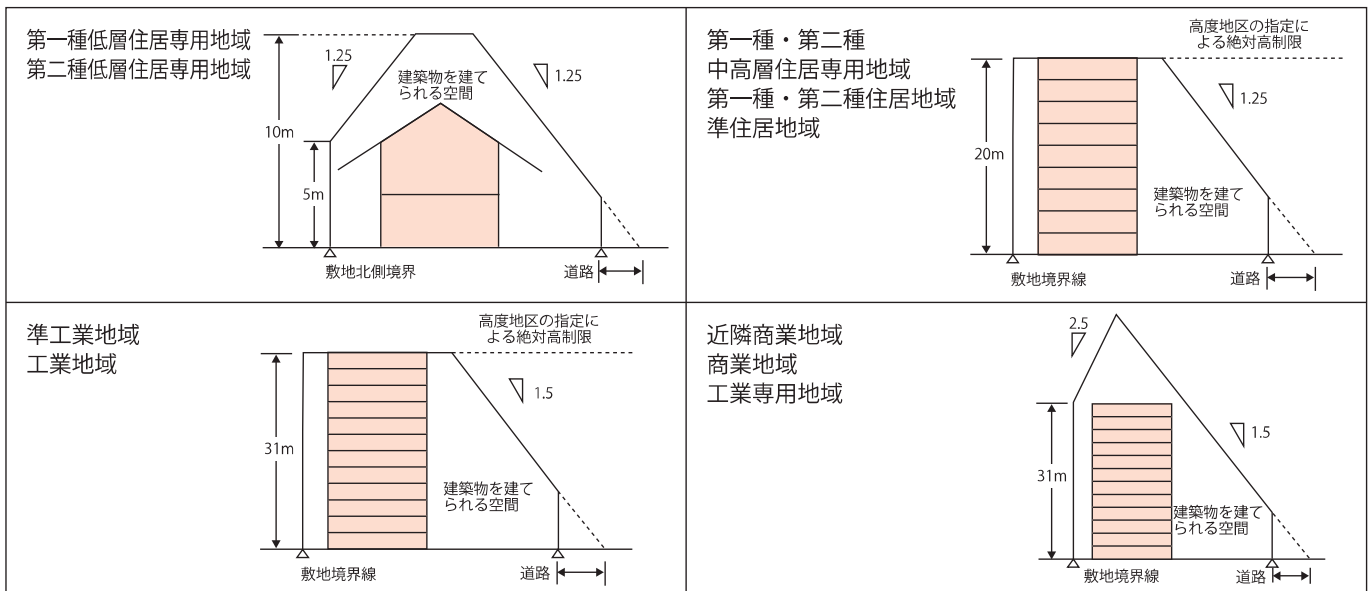 第一種低層住居専用地域
第二種低層住居専用地域
1.25
建築物を建て
られる空間
1.25
10m
5m
敷地北側境界
道路
第一種・第二種
中高層住居専用地域
第一種・第二種住居地域
準住居地域
高度地区の指定に
よる絶対高制限
1.25
20m
建築物を建て
られる空間
敷地境界線
道路
準工業地域
工業地域
高度地区の指定に
よる絶対高制限
1.5
31m
建築物を建て
られる空間
敷地境界線
道路
近隣商業地域
商業地域
工業専用地域
2.5
1.5
31m
建築物を建て
られる空間
敷地境界線
道路